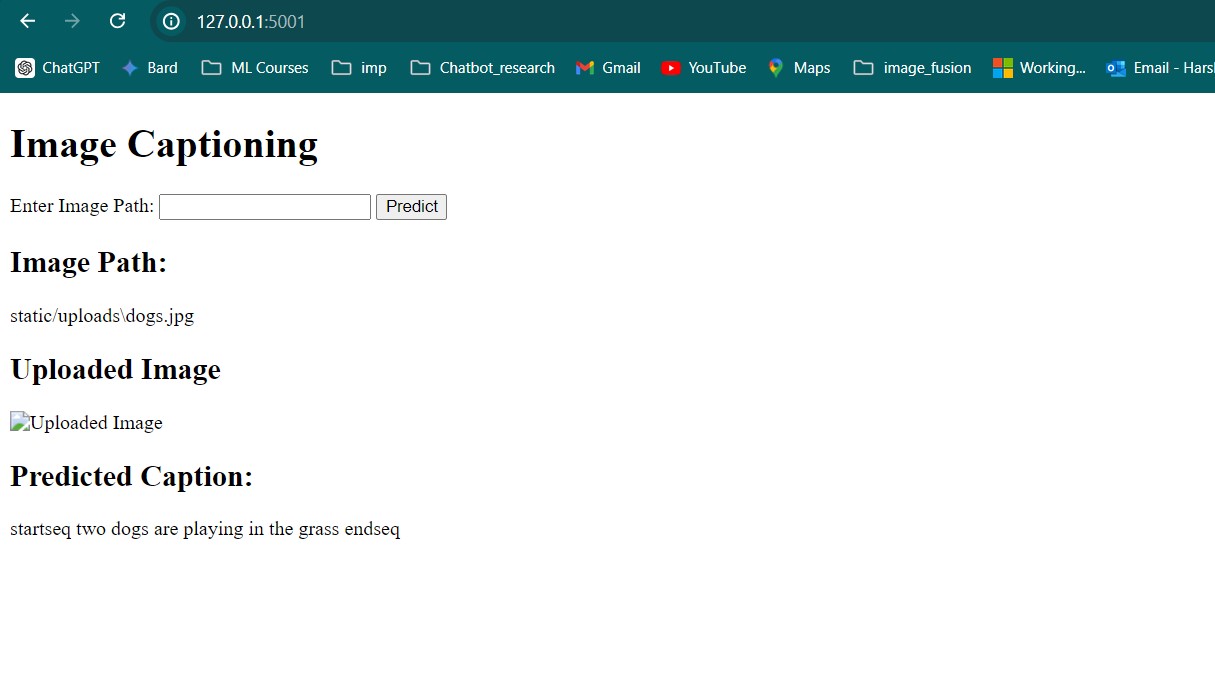 127.0.0.1:5001
ChatGPT Bard ML Courses imp Chatbot_research Gmail YouTube Maps image_fusion Working... Email - Hars
Image Captioning
Enter Image Path: Predict
Image Path:
static/uploads\dogs.jpg
Uploaded Image
Uploaded Image
Predicted Caption:
startseq two dogs are playing in the grass endseq